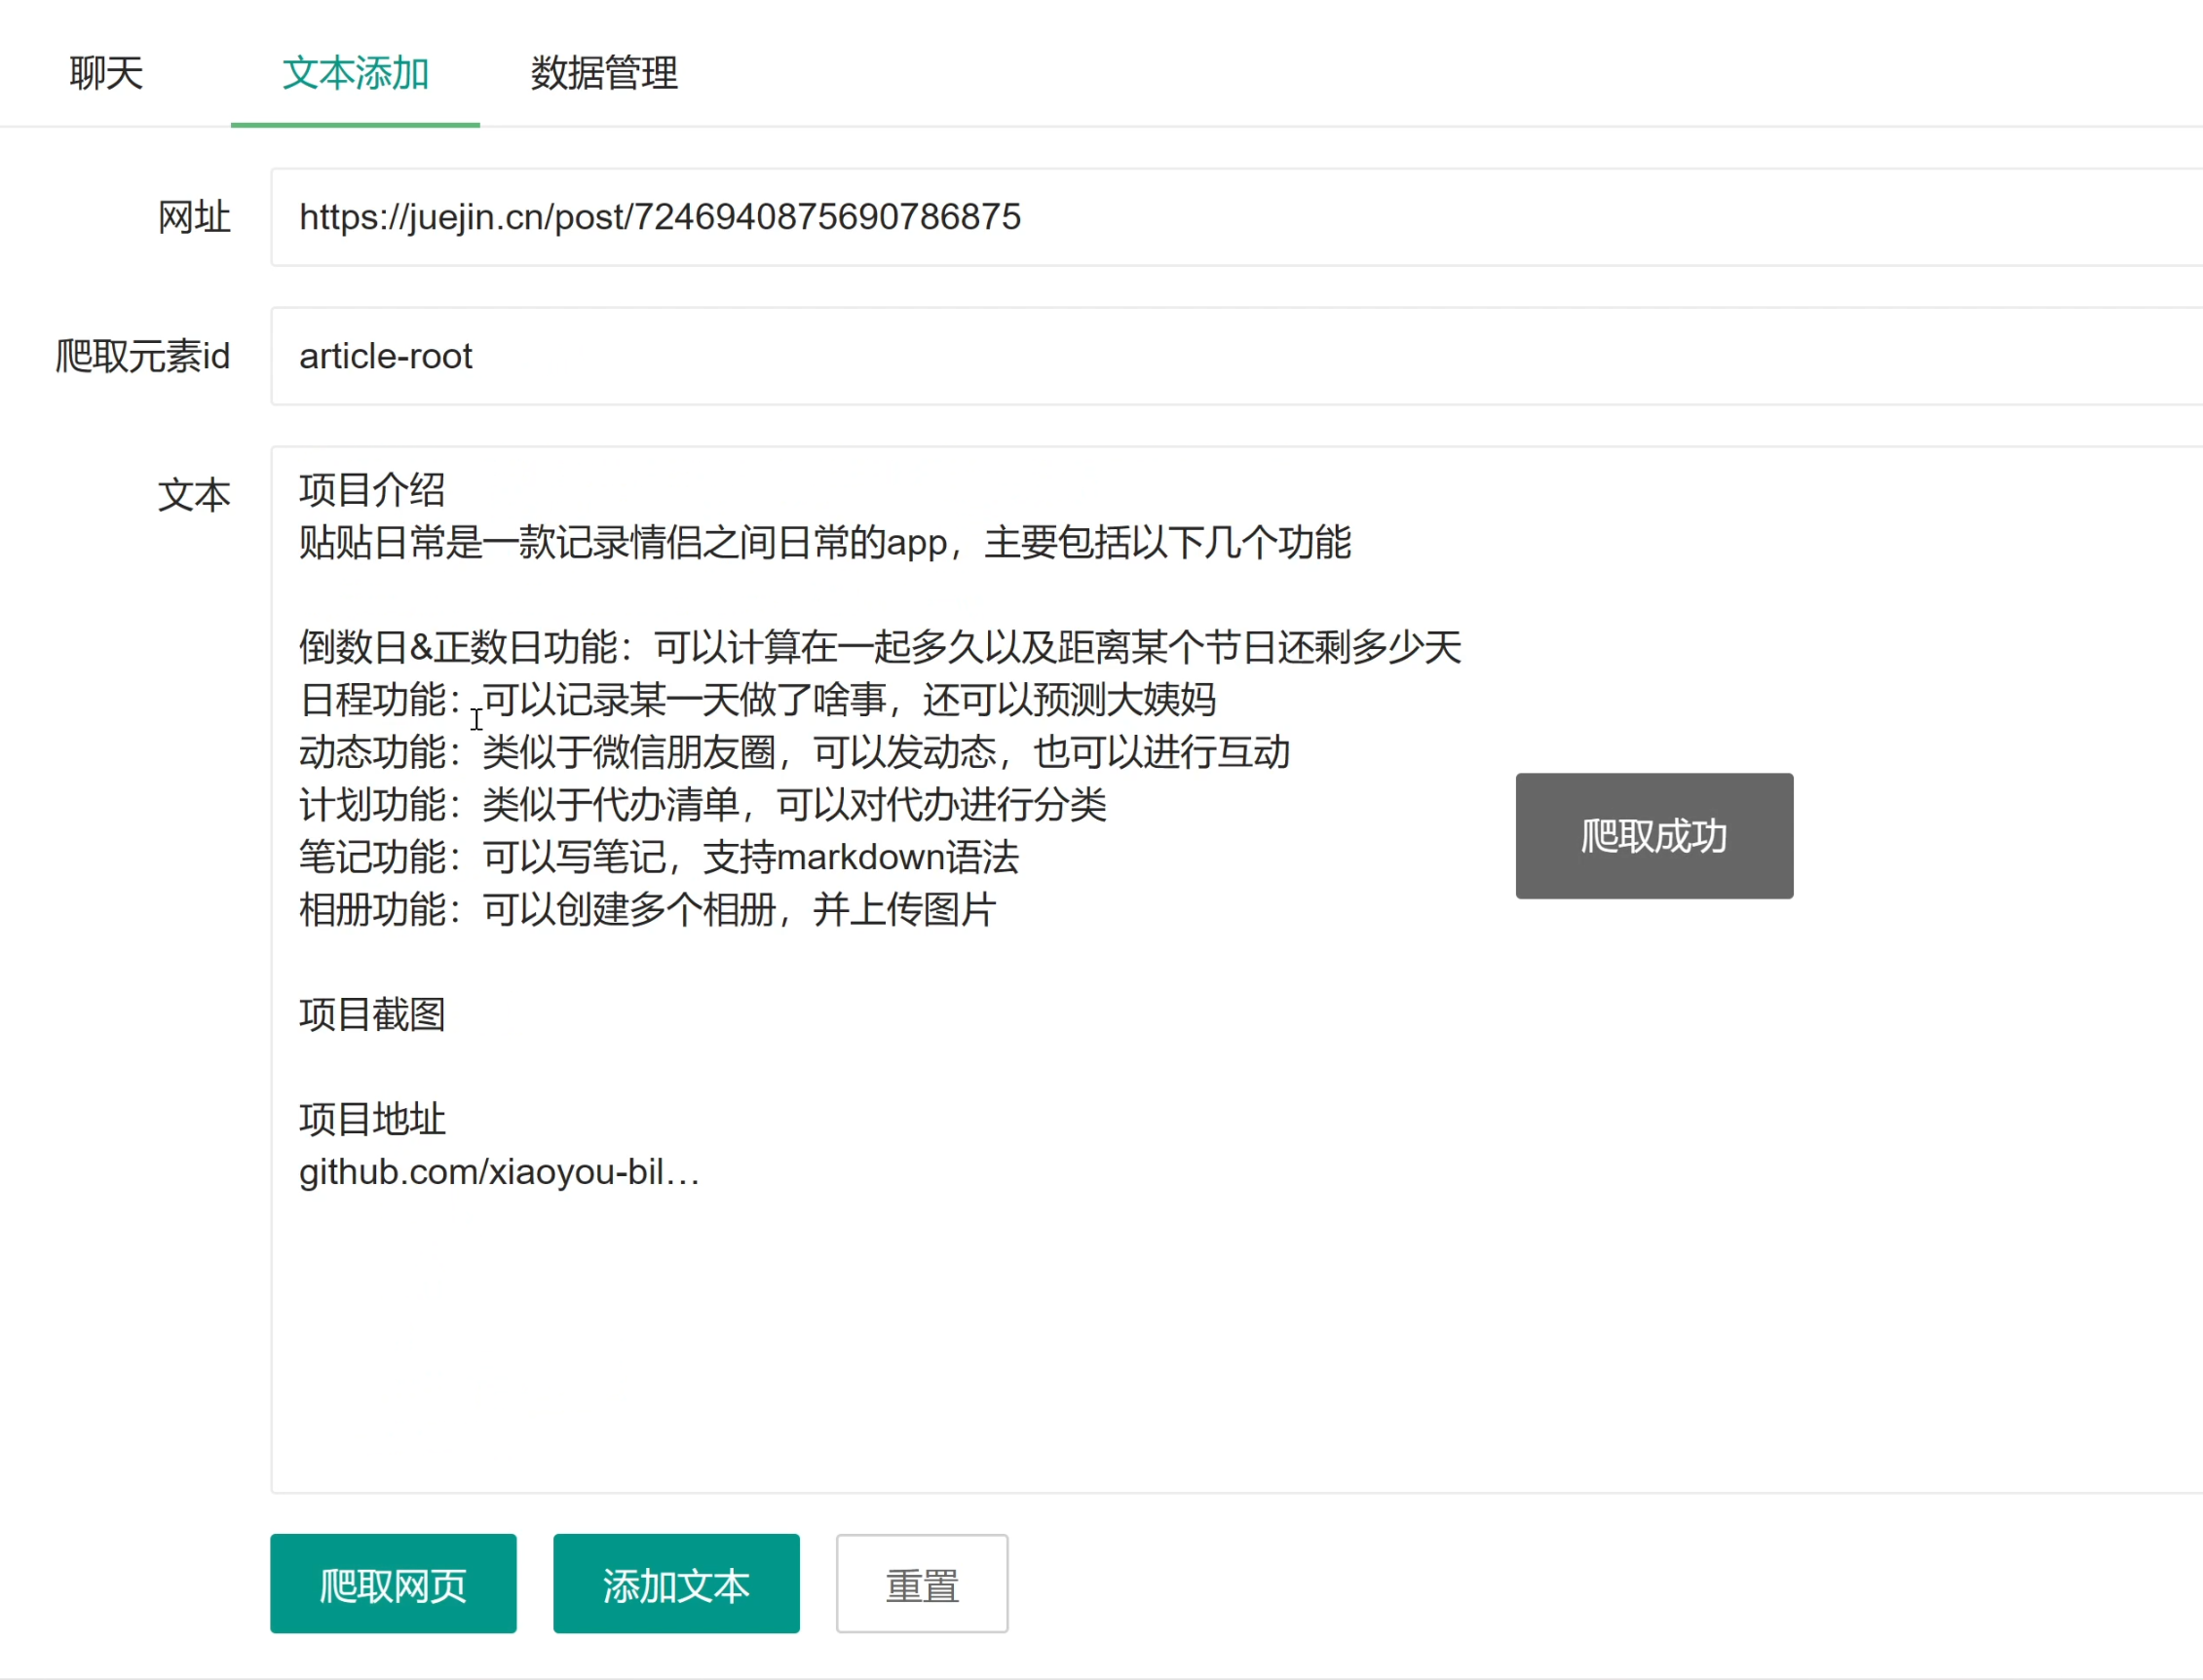 聊天
文本添加
数据管理
网址
https://juejin.cn/post/7246940875690786875
爬取元素id
article-root
文本
项目介绍
贴贴日常是一款记录情侣之间日常的app，主要包括以下几个功能
倒数日&正数日功能：可以计算在一起多久以及距离某个节日还剩多少天
日程功能：可以记录某一天做了啥事，还可以预测大姨妈
动态功能：类似于微信朋友圈，可以发动态，也可以进行互动
计划功能：类似于代办清单，可以对代办进行分类
笔记功能：可以写笔记，支持markdown语法
相册功能：可以创建多个相册，并上传图片
项目截图
项目地址
github.com/xiaoyou-bil…
爬取成功
爬取网页
添加文本
重置